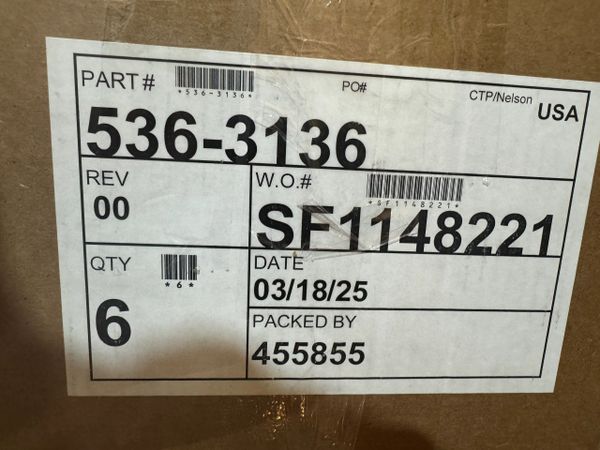 PART # PO# CTP/Nelson USA
*536-3136*
536-3136
REV W.O.#
*SF1148221*
00 SF1148221
QTY DATE
*6*
03/18/25
6 PACKED BY
455855